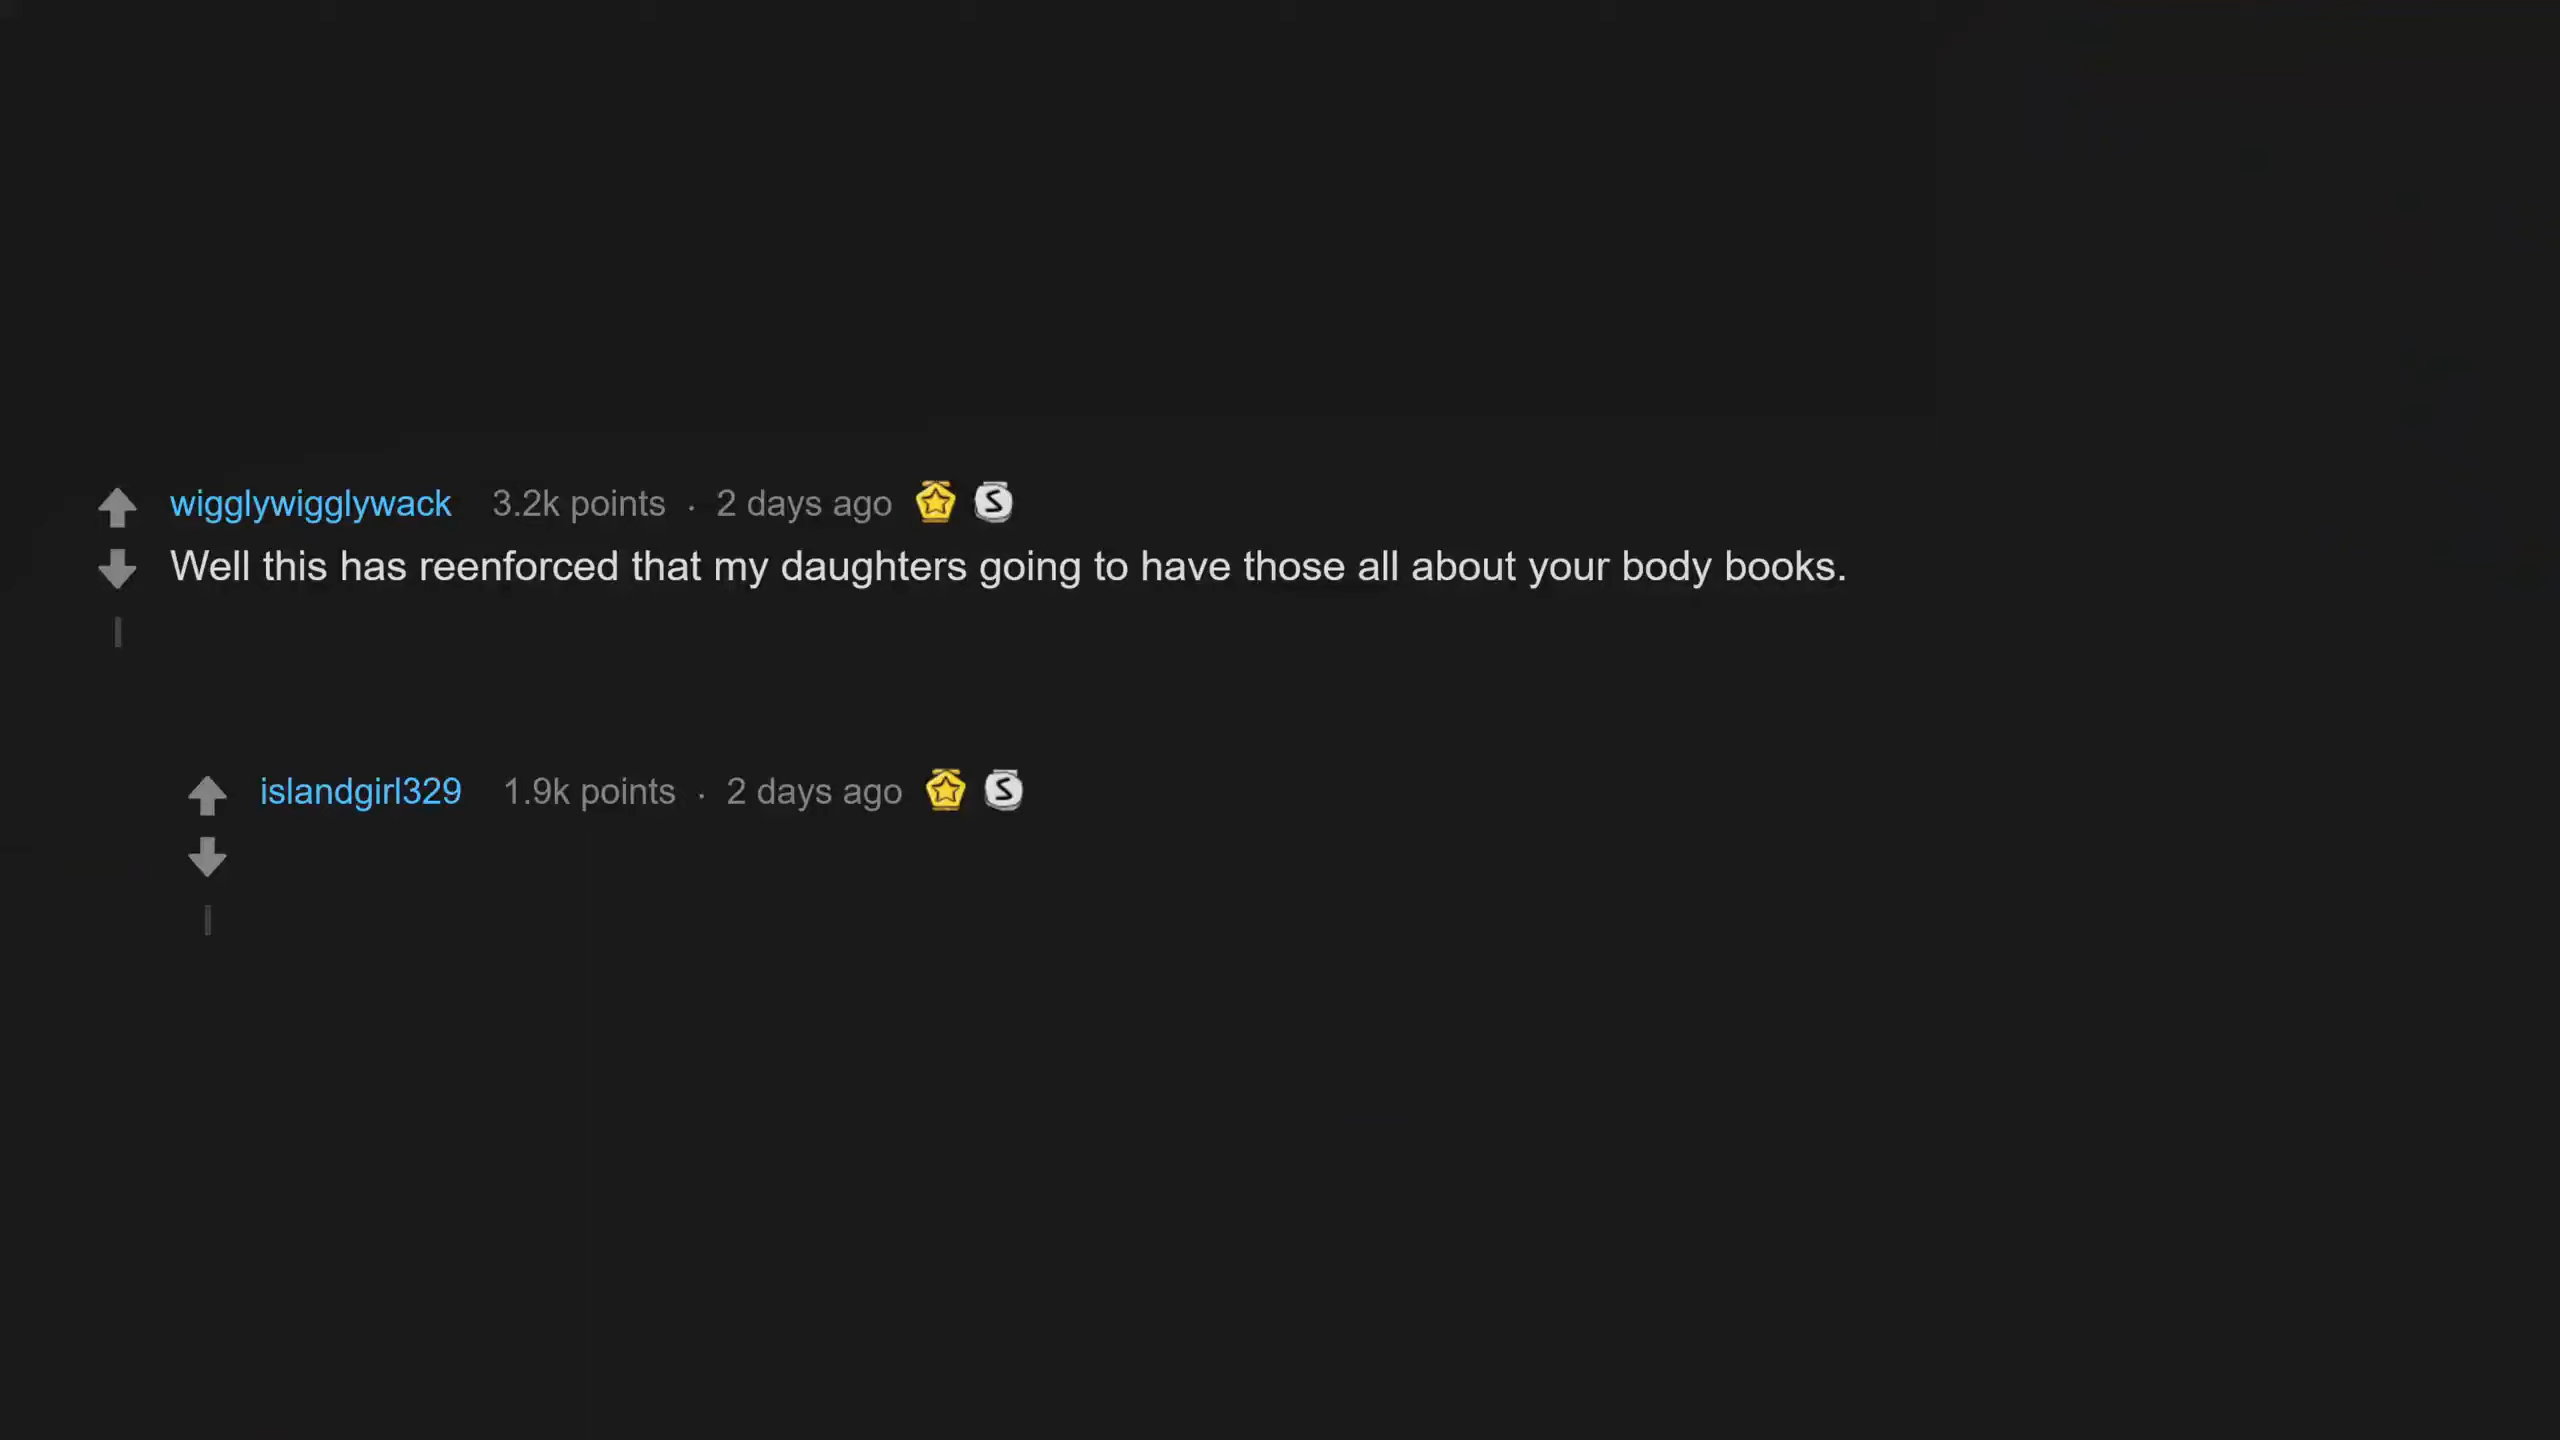 wigglywigglywack 3.2k points · 2 days ago S
Well this has reenforced that my daughters going to have those all about your body books.
islandgirl329 1.9k points · 2 days ago S